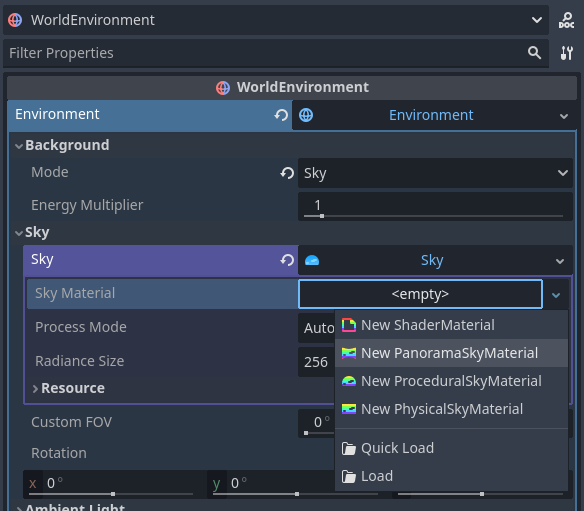 WorldEnvironment
DOC
Filter Properties
WorldEnvironment
Environment Environment
Background
Mode Sky
Energy Multiplier 1
Sky
Sky Sky
Sky Material <empty>
New ShaderMaterial
Process Mode Auto
New PanoramaSkyMaterial
Radiance Size 256
New ProceduralSkyMaterial
Resource
New PhysicalSkyMaterial
Custom FOV 0°
Quick Load
Rotation
Load
x 0° y 0°
Ambient Light